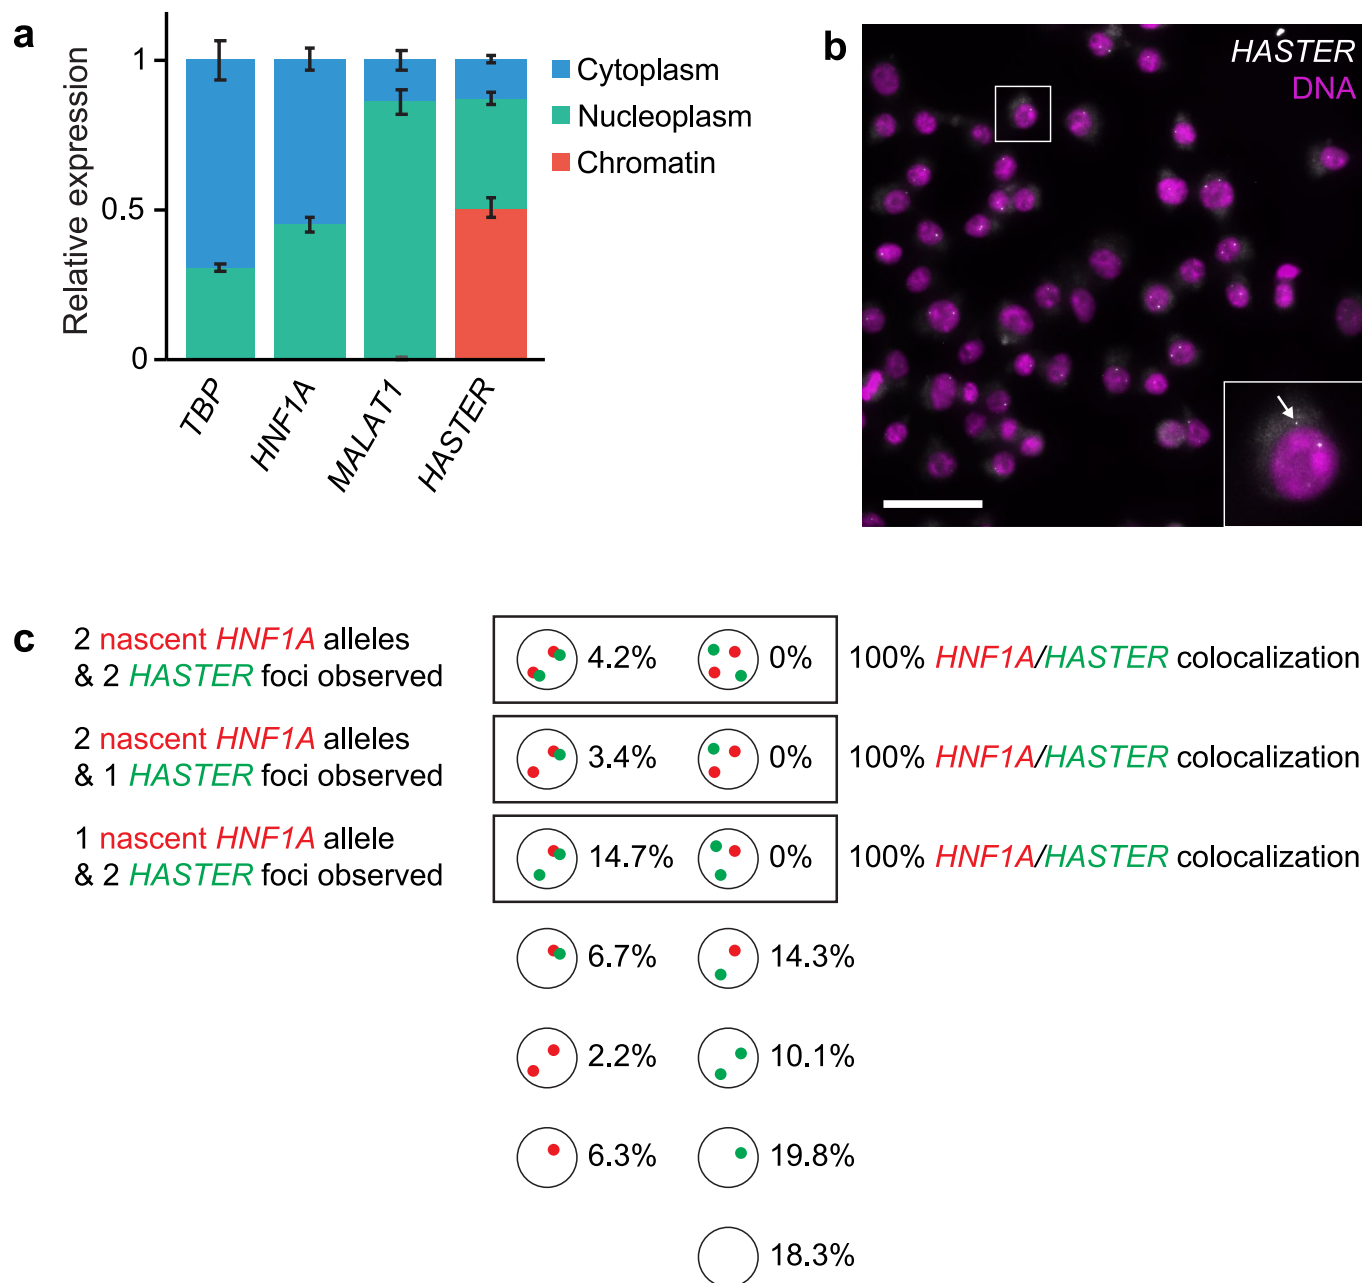 a
Relative expression
1
0.5
0
Cytoplasm
Nucleoplasm
Chromatin
TBP
HNF1A
MALAT1
HASTER
b
HASTER
DNA
c
2 nascent HNF1A alleles
& 2 HASTER foci observed
4.2%
0%
100% HNF1A/HASTER colocalization
2 nascent HNF1A alleles
& 1 HASTER foci observed
3.4%
0%
100% HNF1A/HASTER colocalization
1 nascent HNF1A allele
& 2 HASTER foci observed
14.7%
0%
100% HNF1A/HASTER colocalization
6.7%
14.3%
2.2%
10.1%
6.3%
19.8%
18.3%